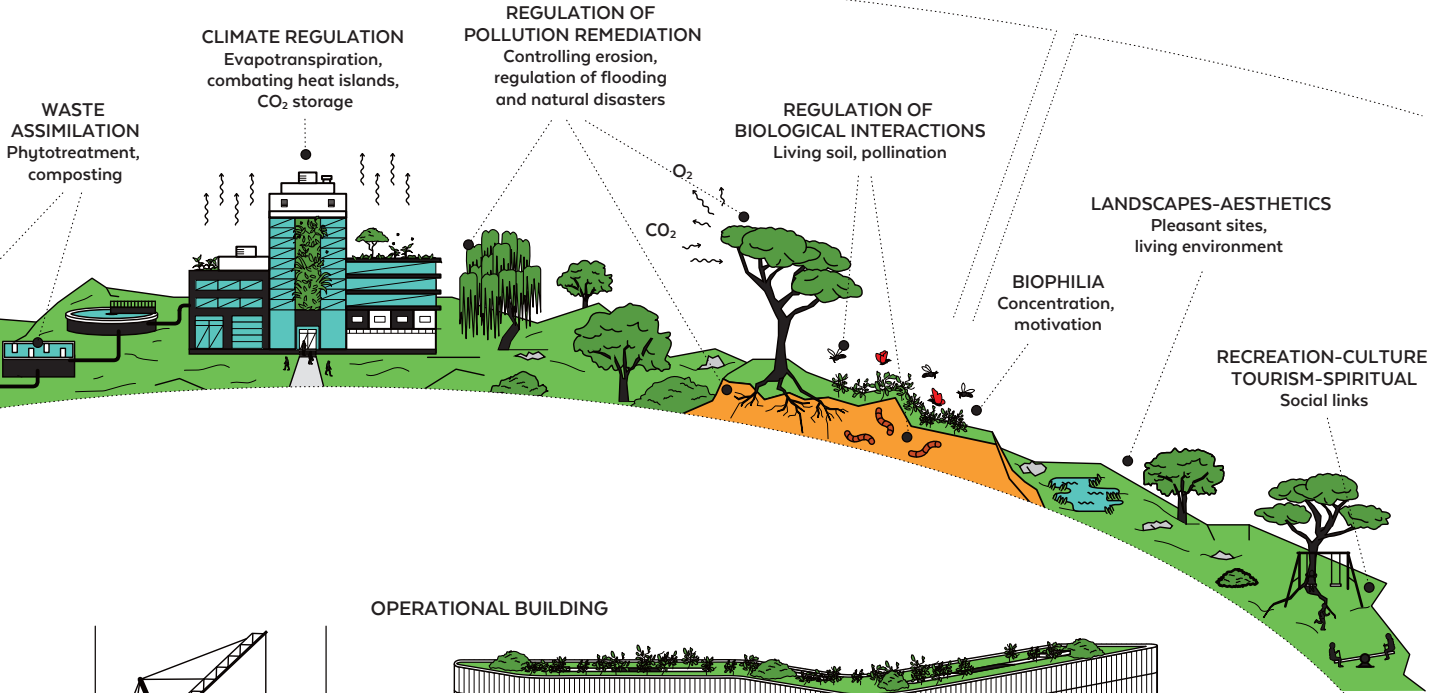 WASTE
ASSIMILATION
Phytotreatment,
composting
CLIMATE REGULATION
Evapotranspiration,
combating heat islands,
CO₂ storage
REGULATION OF
POLLUTION REMEDIATION
Controlling erosion,
regulation of flooding
and natural disasters
O₂
CO₂
REGULATION OF
BIOLOGICAL INTERACTIONS
Living soil, pollination
BIOPHILIA
Concentration,
motivation
LANDSCAPES-AESTHETICS
Pleasant sites,
living environment
RECREATION-CULTURE
TOURISM-SPIRITUAL
Social links
OPERATIONAL BUILDING